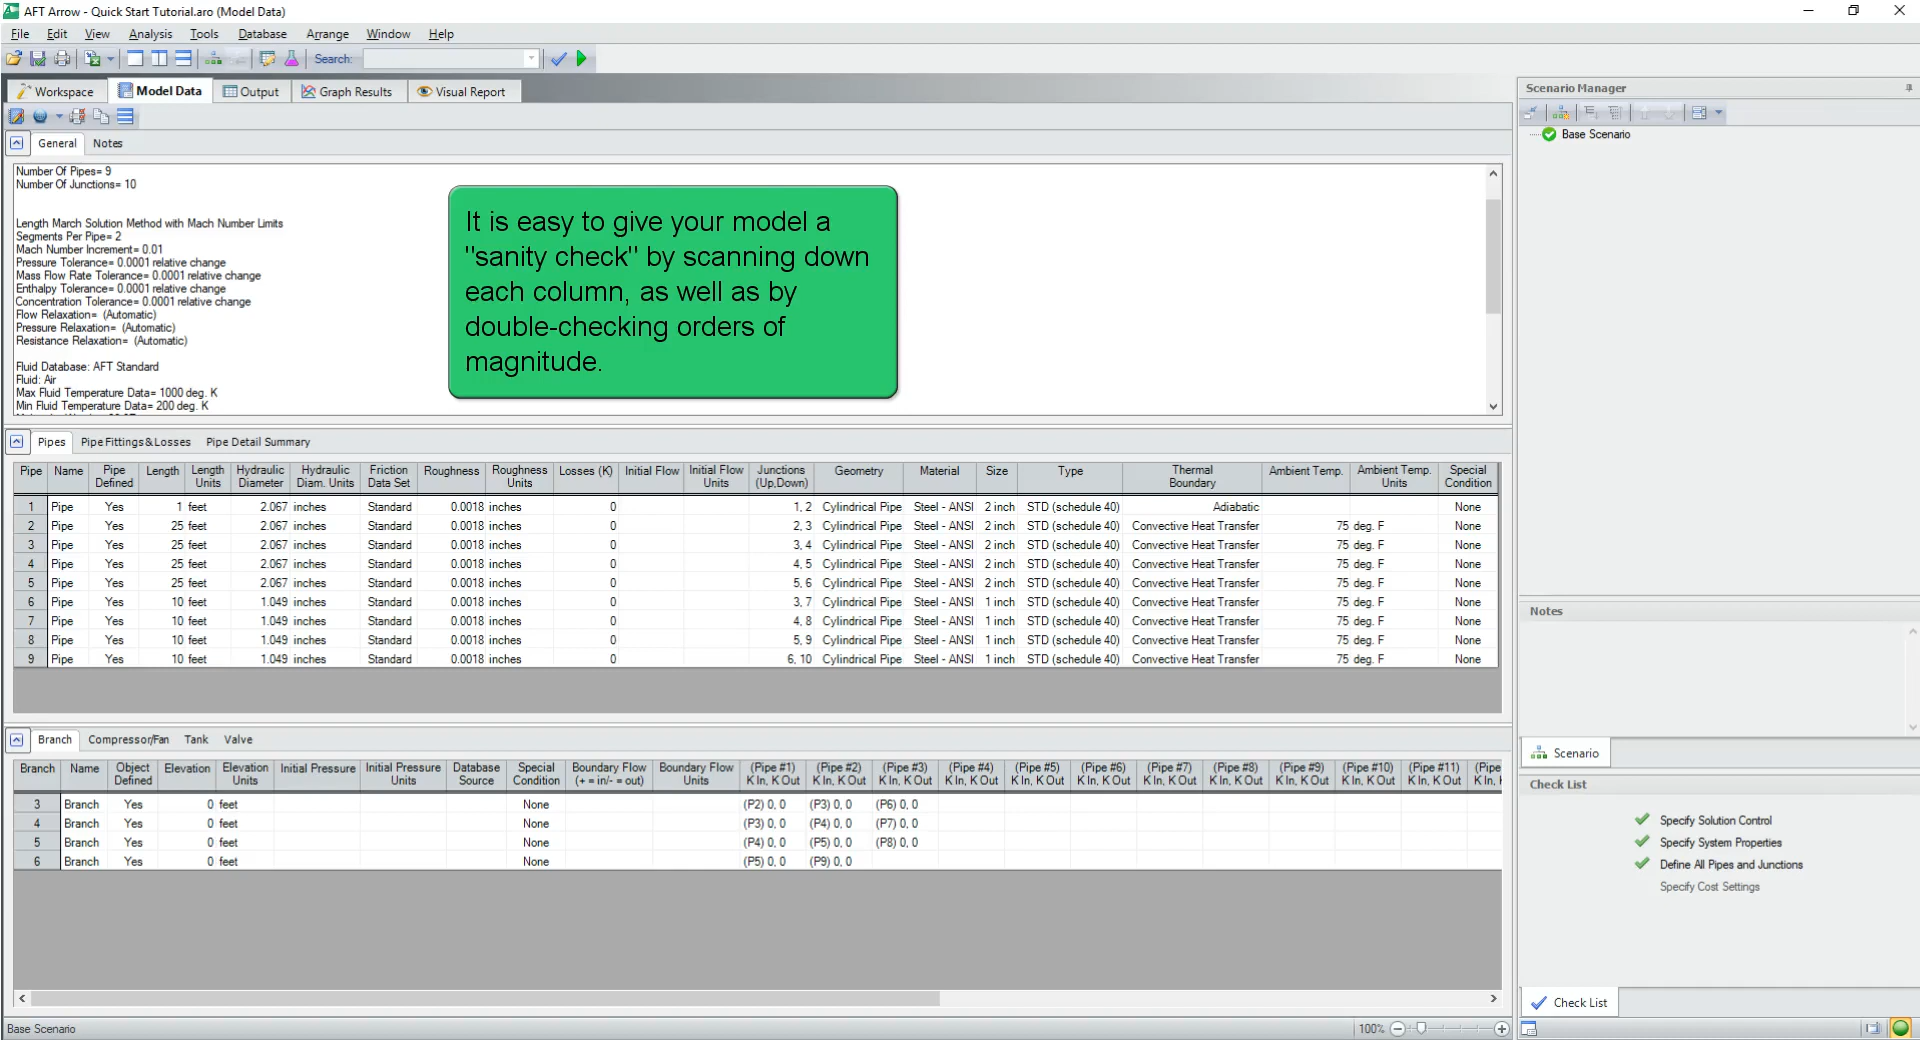 AFT Arrow - Quick Start Tutorial.aro (Model Data)
File Edit View Analysis Tools Database Arrange Window Help
Search:
Workspace Model Data Output Graph Results Visual Report
General Notes
Number Of Pipes= 9
Number Of Junctions= 10
Length March Solution Method with Mach Number Limits
Segments Per Pipe= 2
Mach Number Increment= 0.01
Pressure Tolerance= 0.0001 relative change
Mass Flow Rate Tolerance= 0.0001 relative change
Enthalpy Tolerance= 0.0001 relative change
Concentration Tolerance= 0.0001 relative change
Flow Relaxation= (Automatic)
Pressure Relaxation= (Automatic)
Resistance Relaxation= (Automatic)
Fluid Database: AFT Standard
Fluid: Air
Max Fluid Temperature Data= 1000 deg. K
Min Fluid Temperature Data= 200 deg. K
It is easy to give your model a
"sanity check" by scanning down
each column, as well as by
double-checking orders of
magnitude.
Pipes Pipe Fittings & Losses Pipe Detail Summary
Pipe Name Pipe Defined Length Length Units Hydraulic Diameter Hydraulic Diam. Units Friction Data Set Roughness Roughness Units Losses (K) Initial Flow Initial Flow Units Junctions (Up,Down) Geometry Material Size Type Thermal Boundary Ambient Temp. Ambient Temp. Units Special Condition
1 Pipe Yes 1 feet 2.067 inches Standard 0.0018 inches 0 1, 2 Cylindrical Pipe Steel - ANSI 2 inch STD (schedule 40) Adiabatic None
2 Pipe Yes 25 feet 2.067 inches Standard 0.0018 inches 0 2, 3 Cylindrical Pipe Steel - ANSI 2 inch STD (schedule 40) Convective Heat Transfer 75 deg. F None
3 Pipe Yes 25 feet 2.067 inches Standard 0.0018 inches 0 3, 4 Cylindrical Pipe Steel - ANSI 2 inch STD (schedule 40) Convective Heat Transfer 75 deg. F None
4 Pipe Yes 25 feet 2.067 inches Standard 0.0018 inches 0 4, 5 Cylindrical Pipe Steel - ANSI 2 inch STD (schedule 40) Convective Heat Transfer 75 deg. F None
5 Pipe Yes 25 feet 2.067 inches Standard 0.0018 inches 0 5, 6 Cylindrical Pipe Steel - ANSI 2 inch STD (schedule 40) Convective Heat Transfer 75 deg. F None
6 Pipe Yes 10 feet 1.049 inches Standard 0.0018 inches 0 3, 7 Cylindrical Pipe Steel - ANSI 1 inch STD (schedule 40) Convective Heat Transfer 75 deg. F None
7 Pipe Yes 10 feet 1.049 inches Standard 0.0018 inches 0 4, 8 Cylindrical Pipe Steel - ANSI 1 inch STD (schedule 40) Convective Heat Transfer 75 deg. F None
8 Pipe Yes 10 feet 1.049 inches Standard 0.0018 inches 0 5, 9 Cylindrical Pipe Steel - ANSI 1 inch STD (schedule 40) Convective Heat Transfer 75 deg. F None
9 Pipe Yes 10 feet 1.049 inches Standard 0.0018 inches 0 6, 10 Cylindrical Pipe Steel - ANSI 1 inch STD (schedule 40) Convective Heat Transfer 75 deg. F None
Branch Compressor/Fan Tank Valve
Branch Name Object Defined Elevation Elevation Units Initial Pressure Initial Pressure Units Database Source Special Condition Boundary Flow (+ = in/- = out) Boundary Flow Units (Pipe #1) K In, K Out (Pipe #2) K In, K Out (Pipe #3) K In, K Out (Pipe #4) K In, K Out (Pipe #5) K In, K Out (Pipe #6) K In, K Out (Pipe #7) K In, K Out (Pipe #8) K In, K Out (Pipe #9) K In, K Out (Pipe #10) K In, K Out (Pipe #11) K In, K Out (Pipe K In,
3 Branch Yes 0 feet None (P2) 0, 0 (P3) 0, 0 (P6) 0, 0
4 Branch Yes 0 feet None (P3) 0, 0 (P4) 0, 0 (P7) 0, 0
5 Branch Yes 0 feet None (P4) 0, 0 (P5) 0, 0 (P8) 0, 0
6 Branch Yes 0 feet None (P5) 0, 0 (P9) 0, 0
Base Scenario
100%
Scenario Manager
Base Scenario
Notes
Scenario
Check List
Specify Solution Control
Specify System Properties
Define All Pipes and Junctions
Specify Cost Settings
Check List